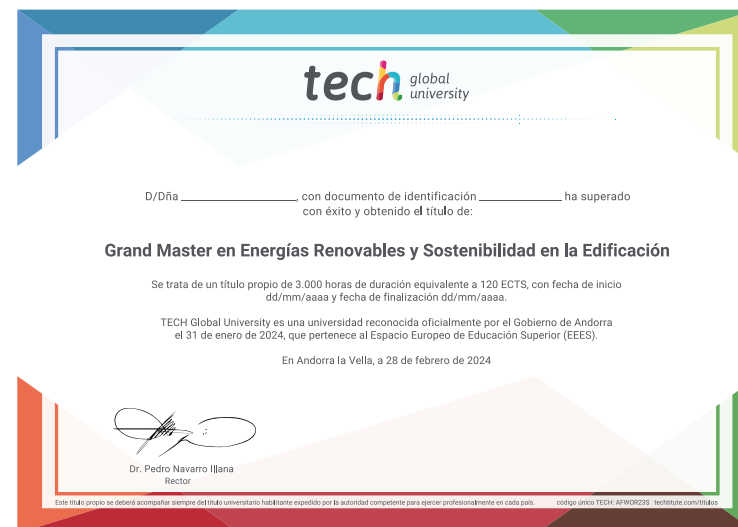 tech global university
D/Dña ____________, con documento de identificación ____________ ha superado
con éxito y obtenido el título de:
Grand Master en Energías Renovables y Sostenibilidad en la Edificación
Se trata de un título propio de 3.000 horas de duración equivalente a 120 ECTS, con fecha de inicio
dd/mm/aaaa y fecha de finalización dd/mm/aaaa.
TECH Global University es una universidad reconocida oficialmente por el Gobierno de Andorra
el 31 de enero de 2024, que pertenece al Espacio Europeo de Educación Superior (EEES).
En Andorra la Vella, a 28 de febrero de 2024
Dr. Pedro Navarro Illana
Rector
Este título propio se deberá acompañar siempre del título universitario habilitante expedido por la autoridad competente para ejercer profesionalmente en cada país. código único TECH: AFWOR23S techtitute.com/titulos